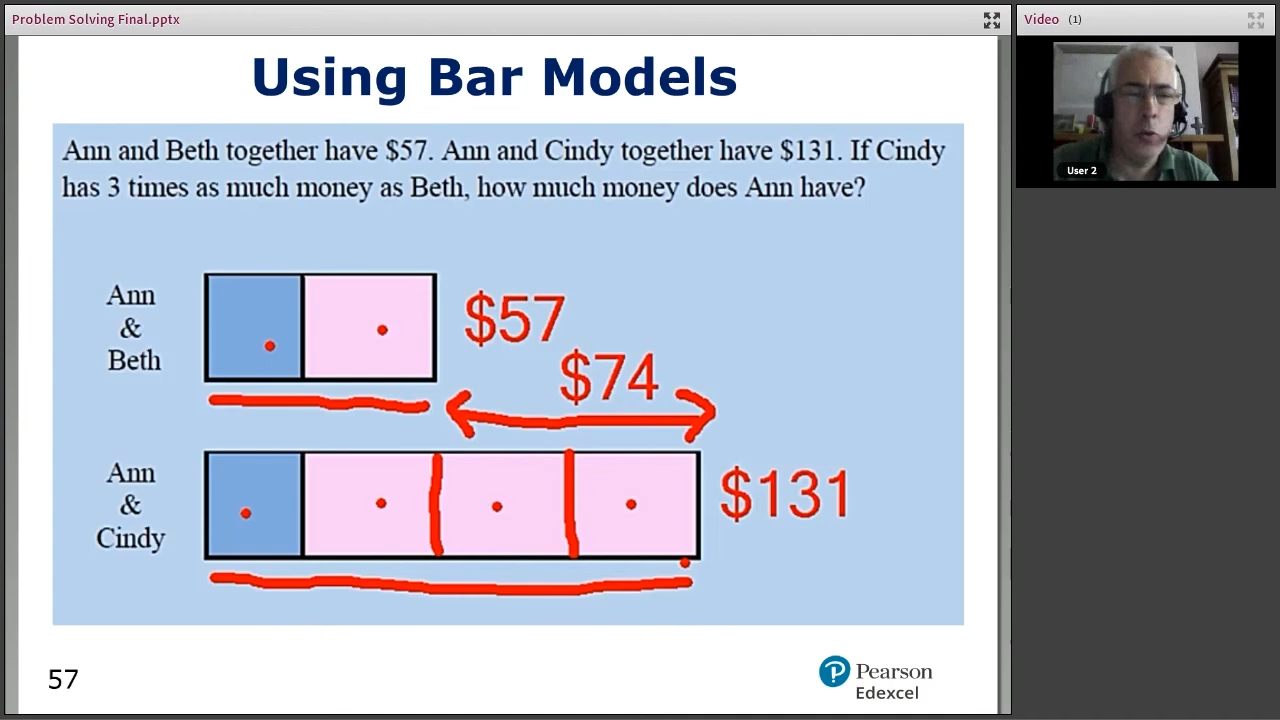 Problem Solving Final.pptx
Video (1)
Using Bar Models
User 2
Ann and Beth together have $57. Ann and Cindy together have $131. If Cindy
has 3 times as much money as Beth, how much money does Ann have?
Ann
&
Beth
$57
$74
Ann
&
Cindy
$131
57
P Pearson
Edexcel